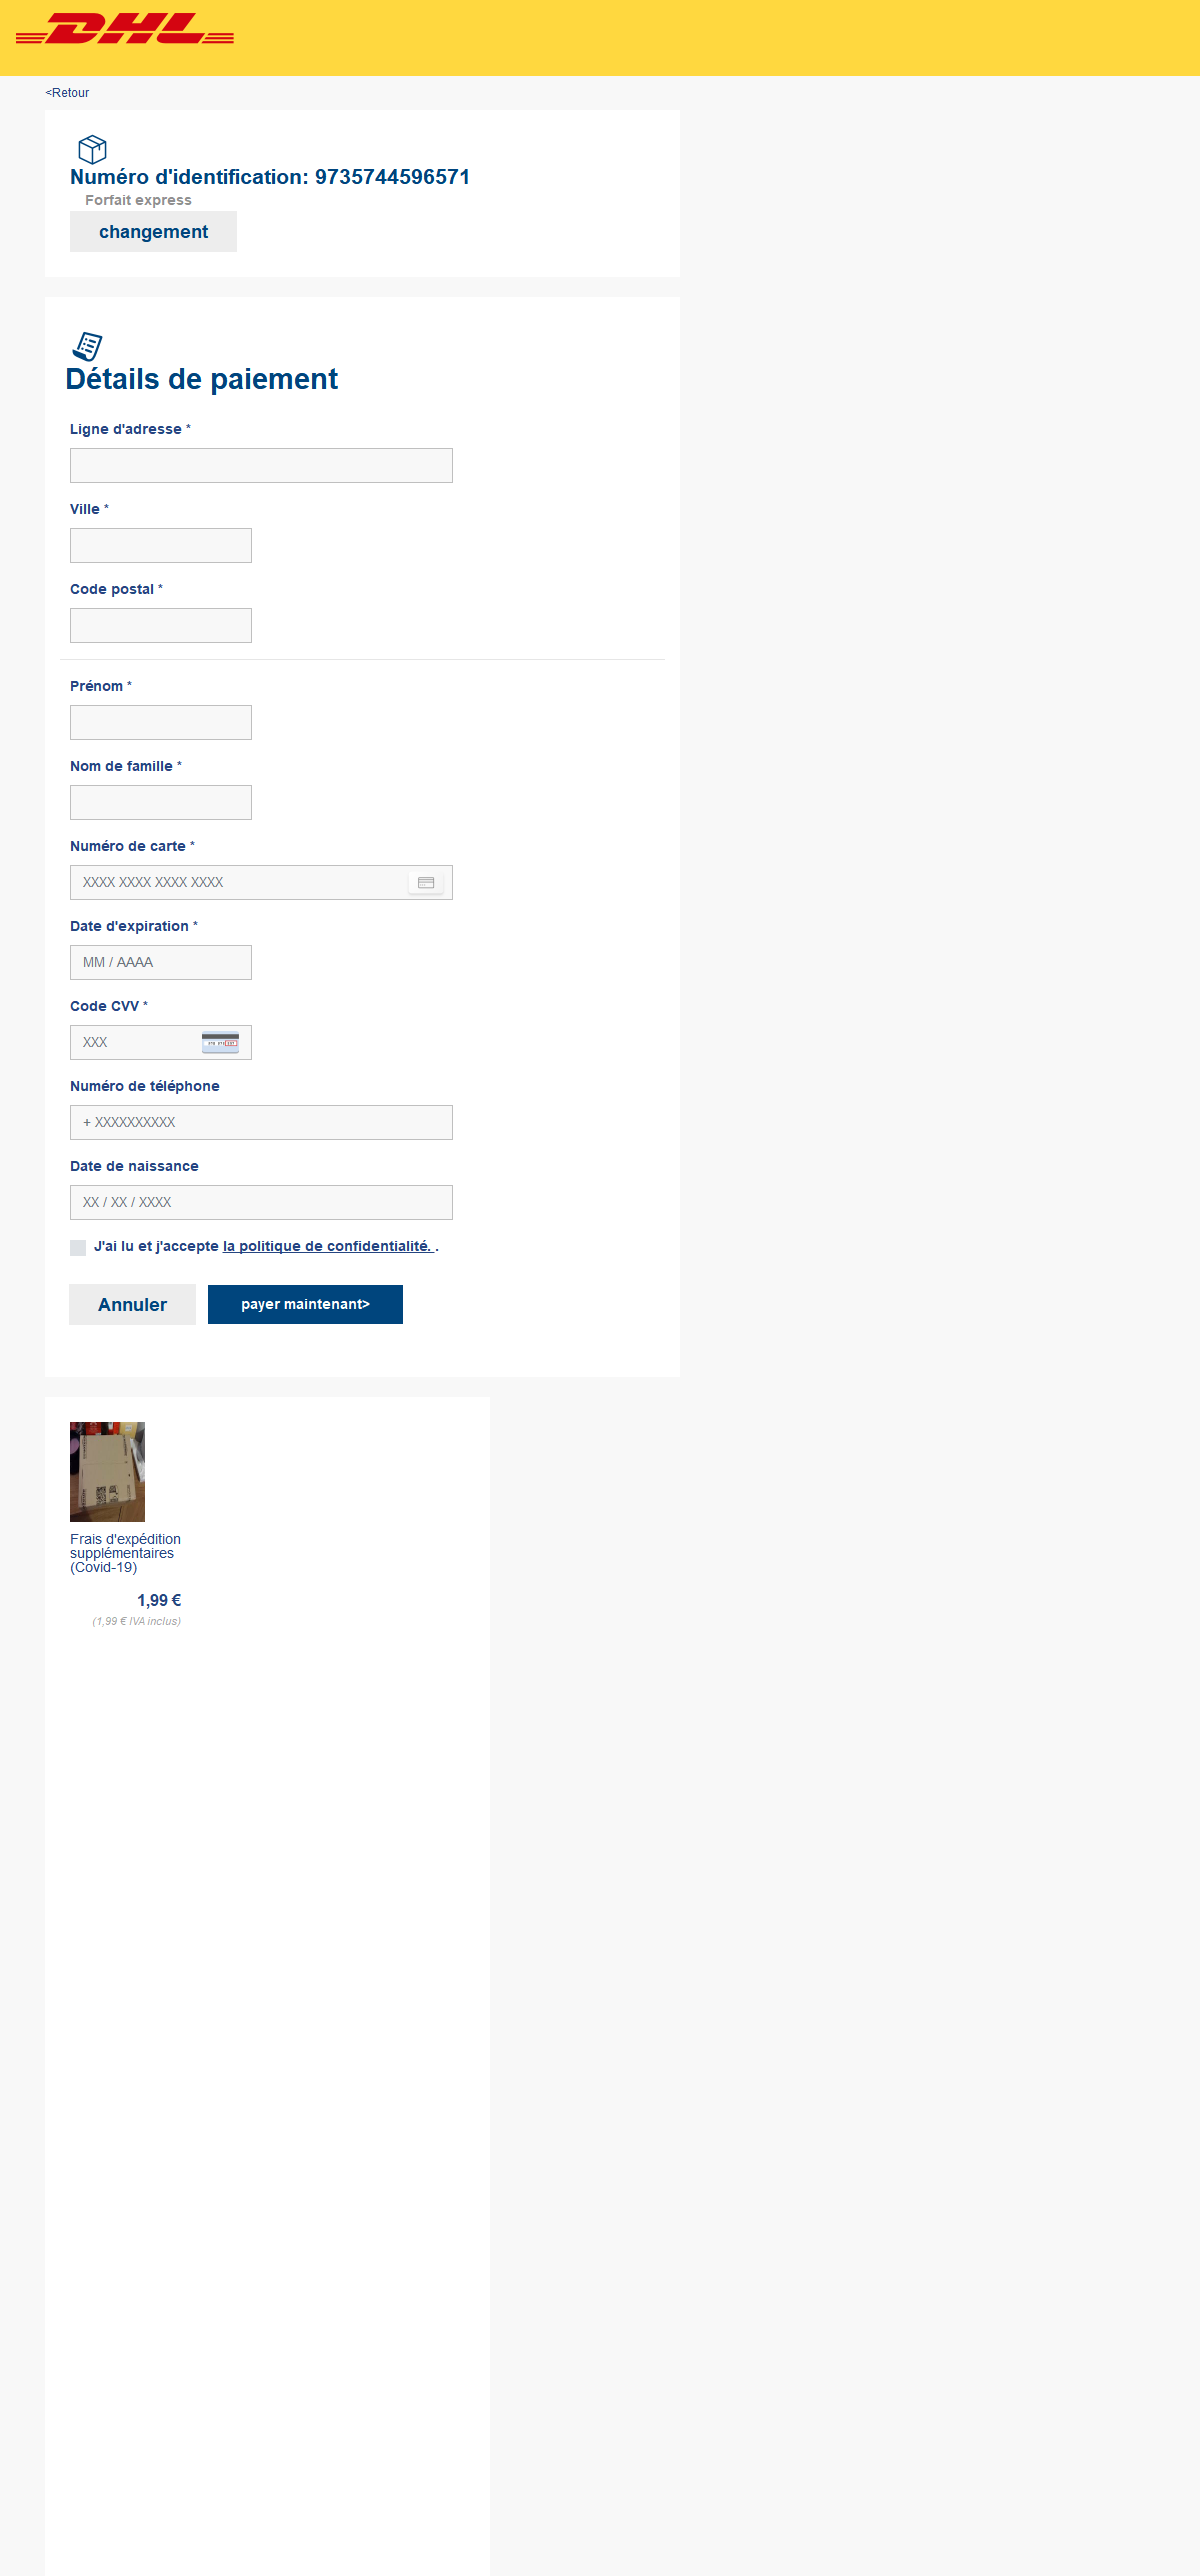 DHL
<Retour
Numéro d'identification: 9735744596571
Forfait express
changement
Détails de paiement
Ligne d'adresse *
Ville *
Code postal *
Prénom *
Nom de famille *
Numéro de carte *
XXXX XXXX XXXX XXXX
Date d'expiration *
MM / AAAA
Code CVV *
XXX
Numéro de téléphone
+ XXXXXXXXXX
Date de naissance
XX / XX / XXXX
J'ai lu et j'accepte la politique de confidentialité. .
Annuler
payer maintenant>
Frais d'expédition
supplémentaires
(Covid-19)
1,99 €
(1,99 € IVA inclus)